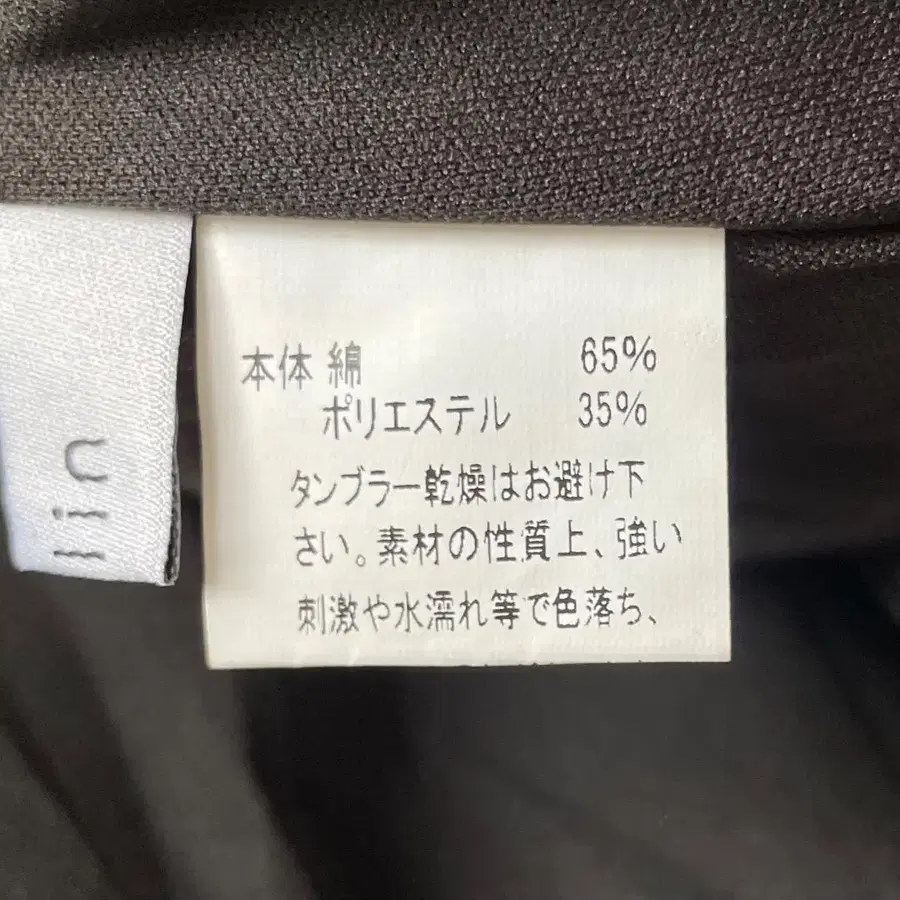 本体 綿 65%
ポリエステル 35%
タンブラー乾燥はお避け下
さい。素材の性質上、強い
刺激や水濡れ等で色落ち、
lin